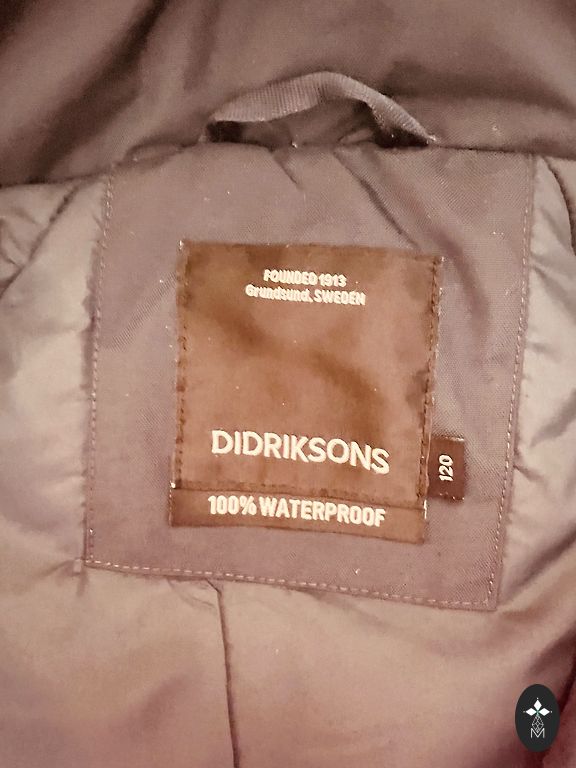 FOUNDED 1913
Grundsund, SWEDEN
DIDRIKSONS
120
100% WATERPROOF
M